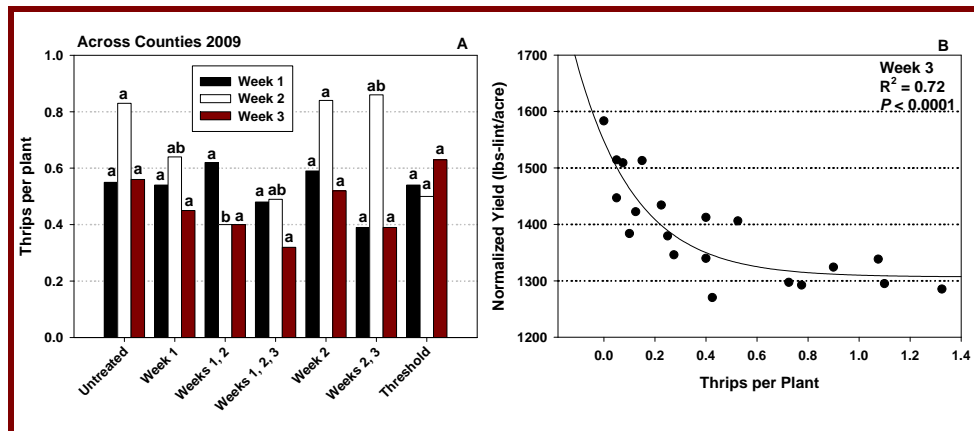 Across Counties 2009 A
Thrips per plant
1.0
0.8
0.6
0.4
0.2
0.0
Week 1
Week 2
Week 3
a a a
a ab a
a b a
a ab a
a a a
a ab a
a a a
Untreated
Week 1
Weeks 1, 2
Weeks 1, 2, 3
Week 2
Weeks 2, 3
Threshold
B
Week 3
R² = 0.72
P < 0.0001
Normalized Yield (lbs-lint/acre)
1700
1600
1500
1400
1300
1200
0.0 0.2 0.4 0.6 0.8 1.0 1.2 1.4
Thrips per Plant